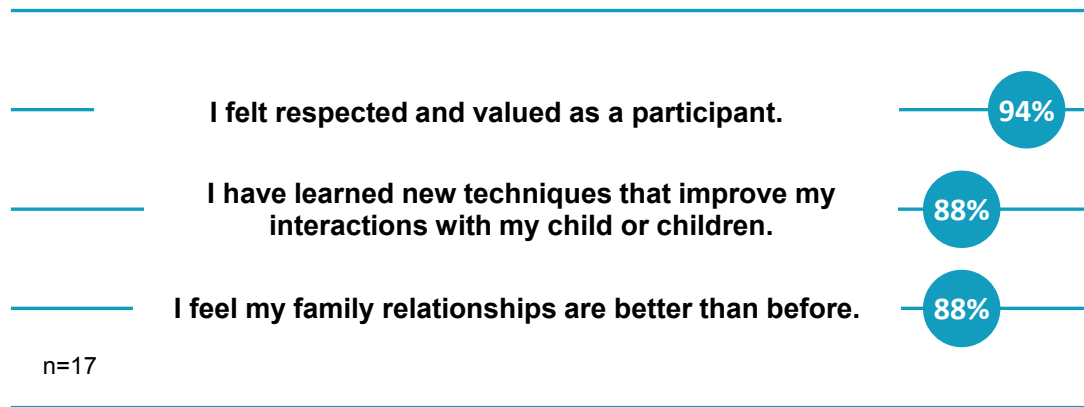 I felt respected and valued as a participant.
94%
I have learned new techniques that improve my
interactions with my child or children.
88%
I feel my family relationships are better than before.
88%
n=17